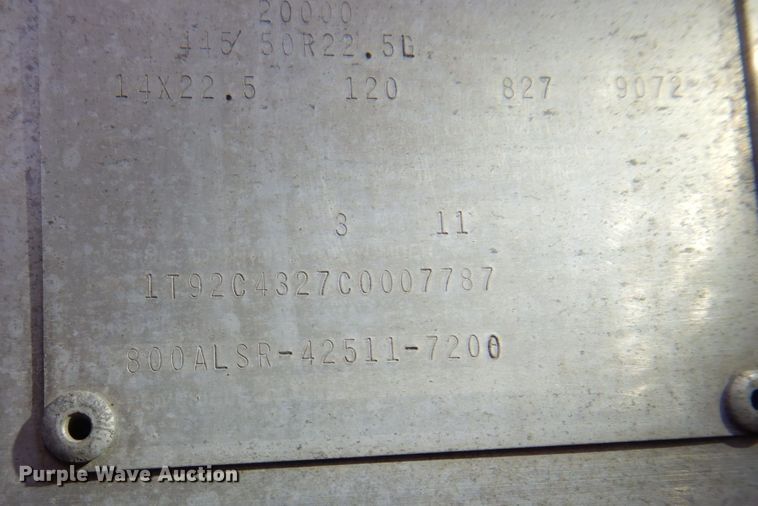 20000
445/ 50R22.5L
14X22.5 120 827 9072
3 11
1T92C4327C0007787
800ALSR-42511-7200
Purple Wave Auction